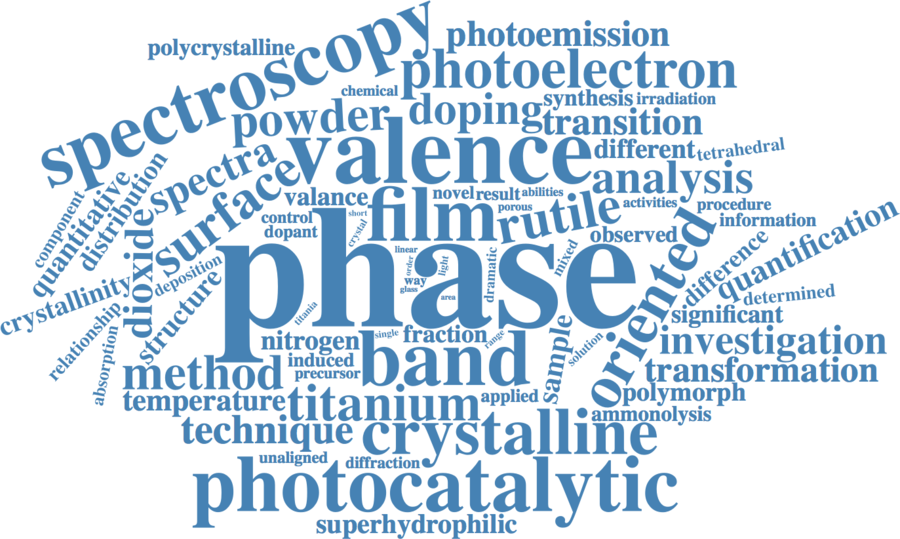 polycrystalline
spectroscopy
photoemission
photoelectron
chemical
synthesis
irradiation
powder
doping
transition
valence
different
tetrahedral
spectra
surface
analysis
component
quantitative
distribution
dioxide
valance
film
novel
result
abilities
porous
rutile
activities
procedure
information
control
dopant
short
crystal
observed
oriented
phase
linear
order
way
light
glass
area
dramatic
mixed
difference
quantification
crystallinity
deposition
structure
relationship
absorption
titania
determined
significant
nitrogen
single
fraction
range
sample
solution
investigation
induced
precursor
band
method
transformation
temperature
titanium
applied
polymorph
ammonolysis
technique
crystalline
unaligned
diffraction
photocatalytic
superhydrophilic